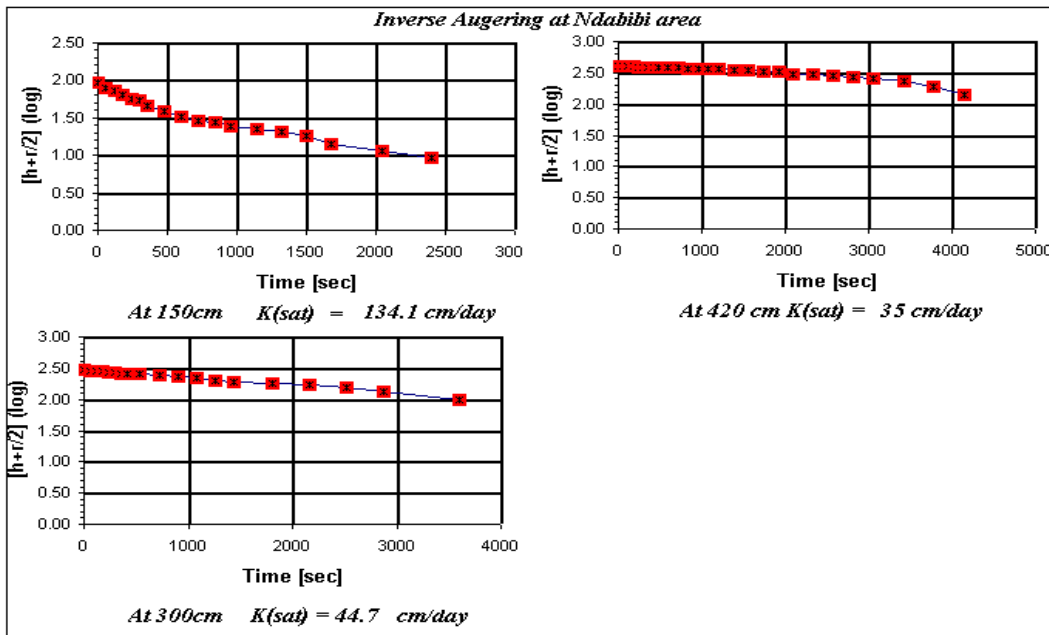 Inverse Augering at Ndabibi area
[h+r/2] (log)
2.50
2.00
1.50
1.00
0.50
0.00
0 500 1000 1500 2000 2500 300
Time [sec]
At 150cm K(sat) = 134.1 cm/day
[h+r/2] (log)
3.00
2.50
2.00
1.50
1.00
0.50
0.00
0 1000 2000 3000 4000 5000
Time [sec]
At 420 cm K(sat) = 35 cm/day
[h+r/2] (log)
3.00
2.50
2.00
1.50
1.00
0.50
0.00
0 1000 2000 3000 4000
Time [sec]
At 300cm K(sat) = 44.7 cm/day